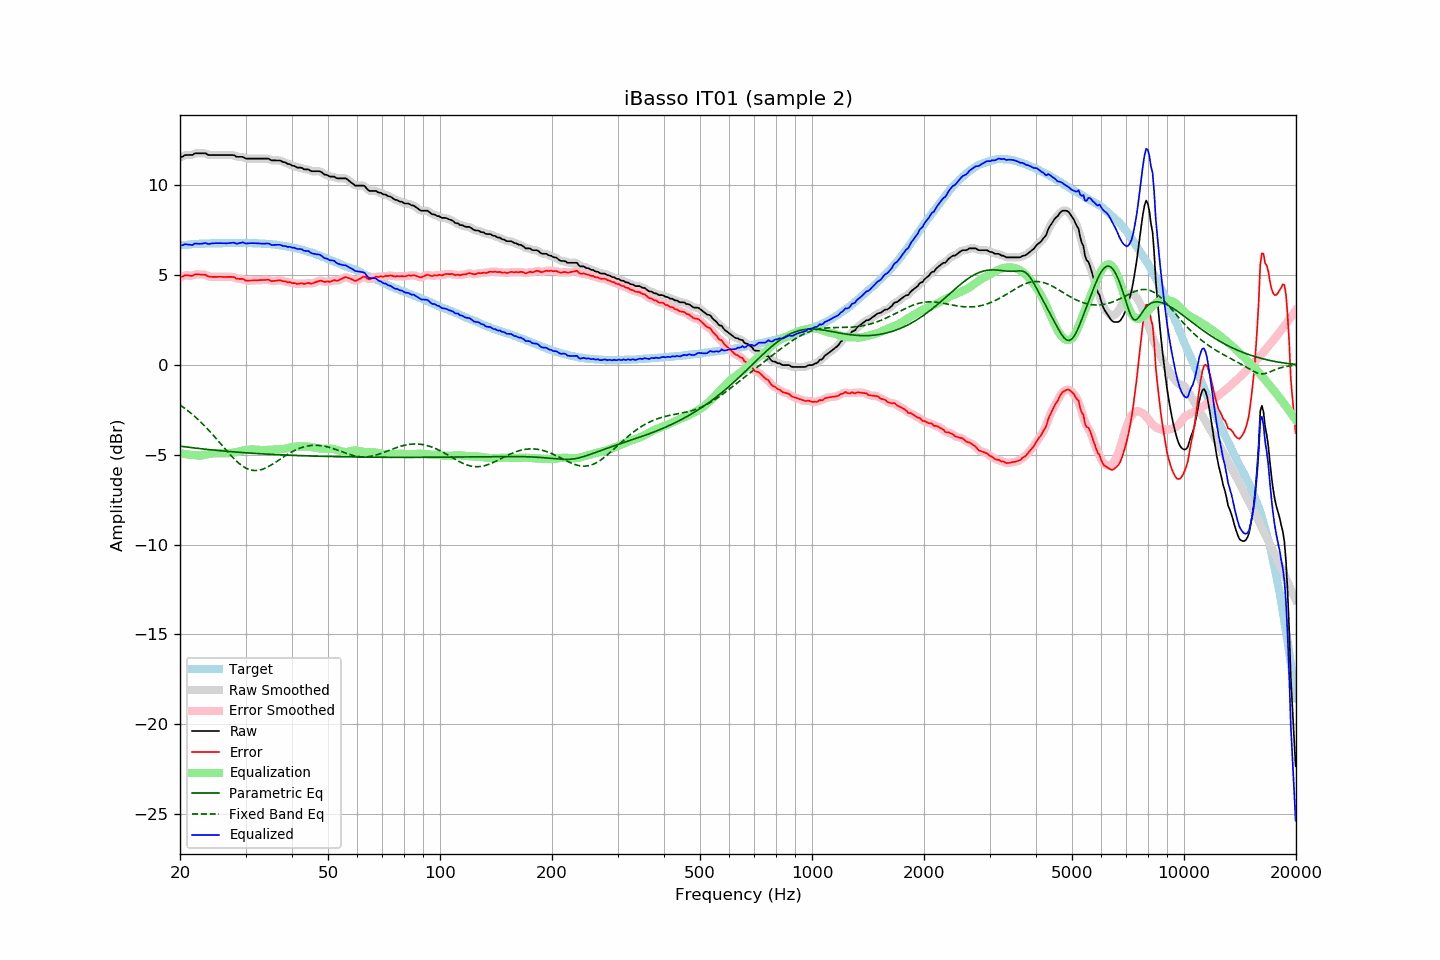 iBasso IT01 (sample 2)
Amplitude (dBr)
10
5
0
−5
−10
−15
−20
−25
Target
Raw Smoothed
Error Smoothed
Raw
Error
Equalization
Parametric Eq
Fixed Band Eq
Equalized
20 50 100 200 500 1000 2000 5000 10000 20000
Frequency (Hz)